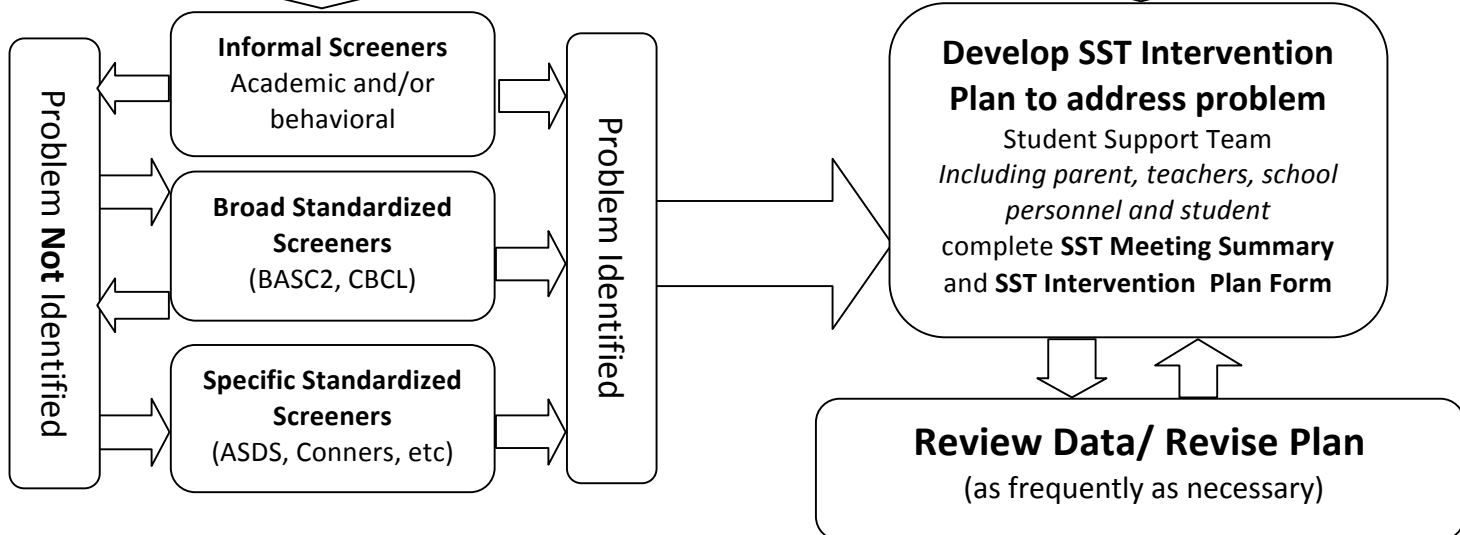 Problem Not Identified
Informal Screeners
Academic and/or
behavioral
Broad Standardized
Screeners
(BASC2, CBCL)
Specific Standardized
Screeners
(ASDS, Conners, etc)
Problem Identified
Develop SST Intervention
Plan to address problem
Student Support Team
Including parent, teachers, school
personnel and student
complete SST Meeting Summary
and SST Intervention Plan Form
Review Data/ Revise Plan
(as frequently as necessary)